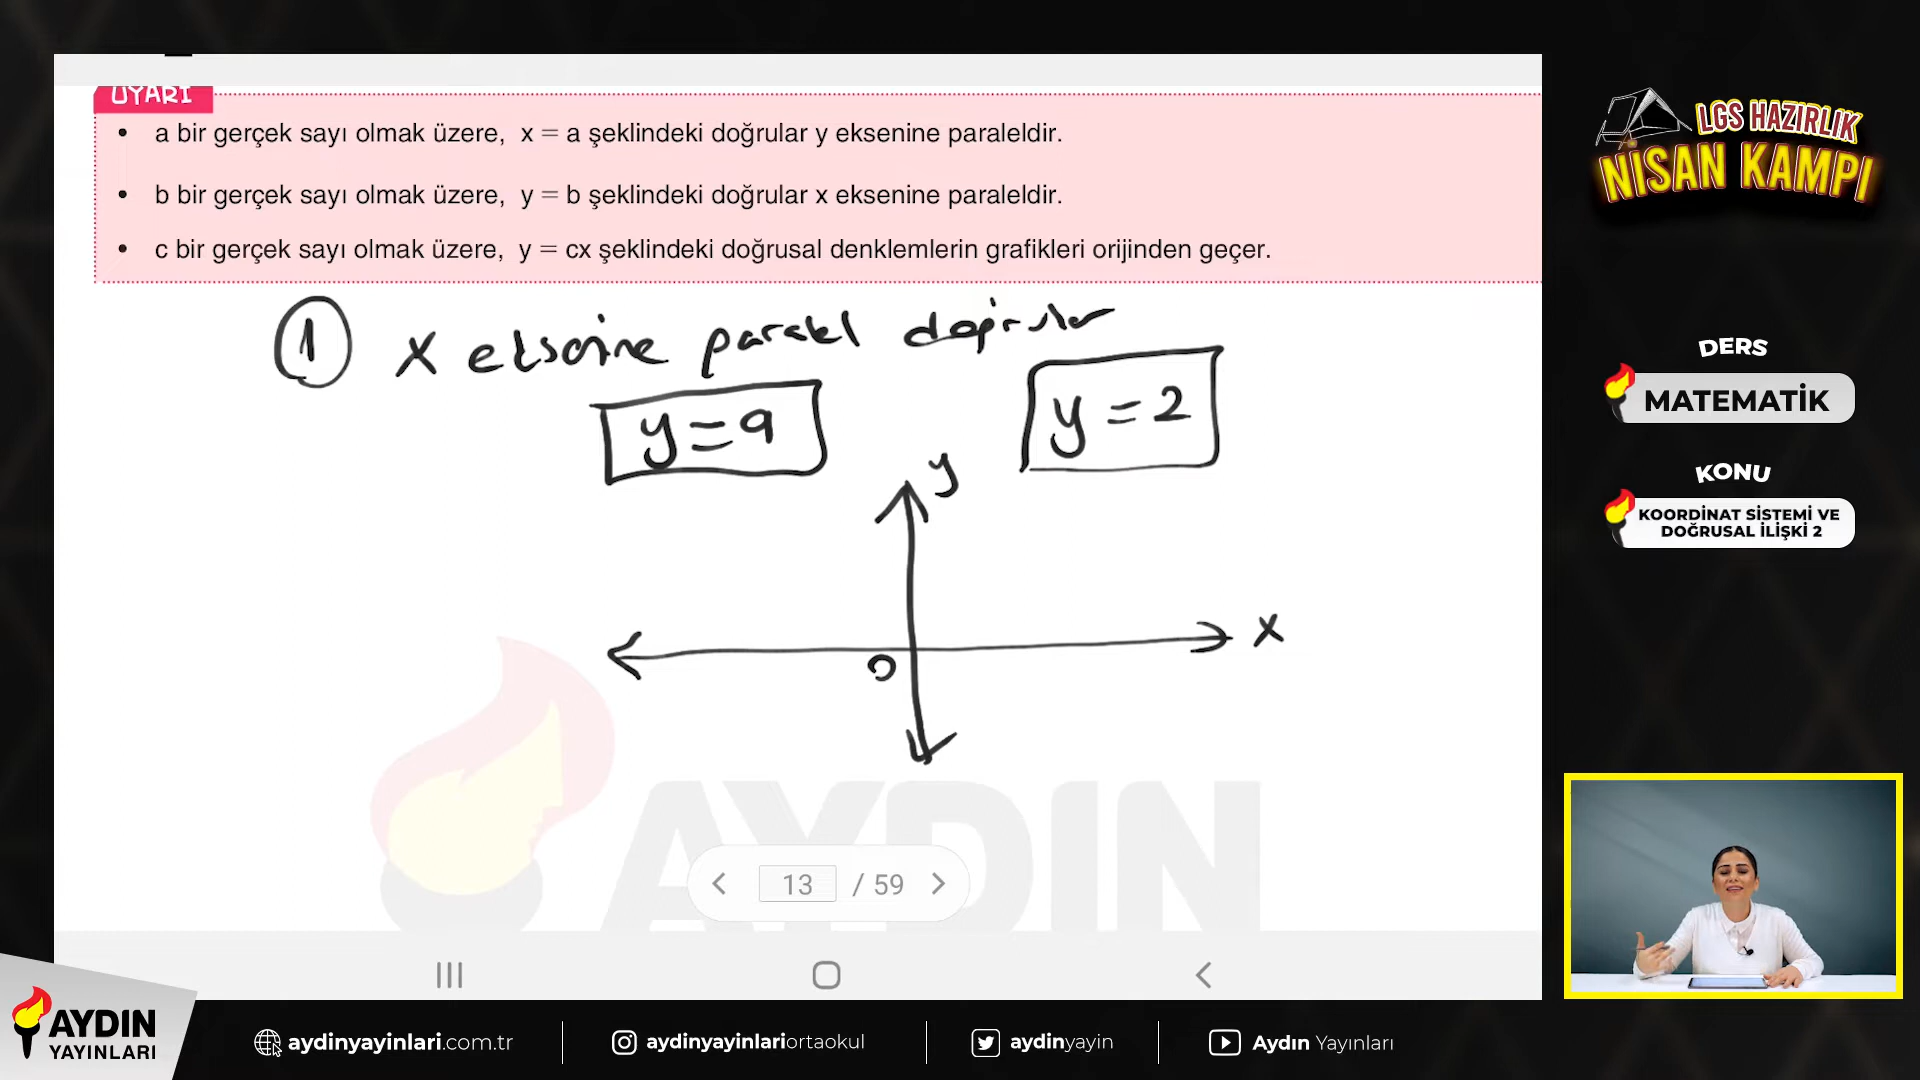 UYARI
• a bir gerçek sayı olmak üzere, x = a şeklindeki doğrular y eksenine paraleldir.
• b bir gerçek sayı olmak üzere, y = b şeklindeki doğrular x eksenine paraleldir.
• c bir gerçek sayı olmak üzere, y = cx şeklindeki doğrusal denklemlerin grafikleri orijinden geçer.
1 x eksenine paralel doğrular
y = a
y = 2
y
x
0
AYDIN
13 / 59
LGS HAZIRLIK
NİSAN KAMPI
DERS
MATEMATİK
KONU
KOORDİNAT SİSTEMİ VE
DOĞRUSAL İLİŞKİ 2
AYDIN
YAYINLARI
aydinyayinlari.com.tr
aydinyayinlariortaokul
aydinyayin
Aydın Yayınları